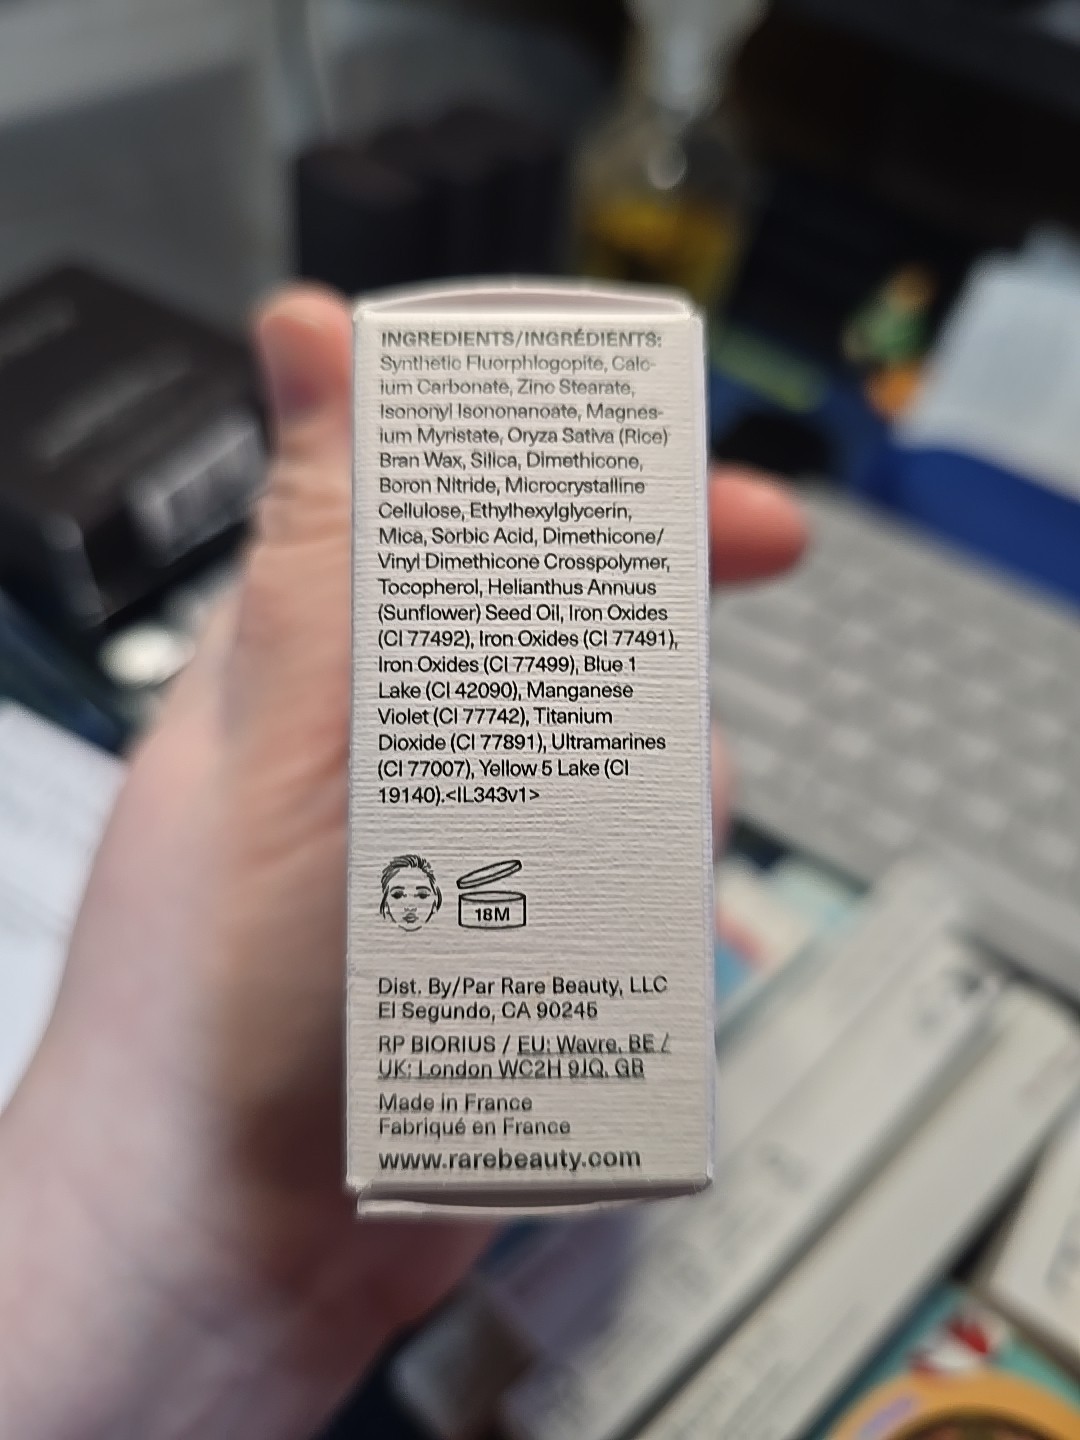 INGREDIENTS/INGRÉDIENTS:
Synthetic Fluorphlogopite, Calc-
ium Carbonate, Zinc Stearate,
Isononyl Isononanoate, Magnes-
ium Myristate, Oryza Sativa (Rice)
Bran Wax, Silica, Dimethicone,
Boron Nitride, Microcrystalline
Cellulose, Ethylhexylglycerin,
Mica, Sorbic Acid, Dimethicone/
Vinyl Dimethicone Crosspolymer,
Tocopherol, Helianthus Annuus
(Sunflower) Seed Oil, Iron Oxides
(CI 77492), Iron Oxides (CI 77491),
Iron Oxides (CI 77499), Blue 1
Lake (CI 42090), Manganese
Violet (CI 77742), Titanium
Dioxide (CI 77891), Ultramarines
(CI 77007), Yellow 5 Lake (CI
19140).<IL343v1>
18M
Dist. By/Par Rare Beauty, LLC
El Segundo, CA 90245
RP BIORIUS / EU: Wavre, BE /
UK: London WC2H 9JQ, GB
Made in France
Fabriqué en France
www.rarebeauty.com